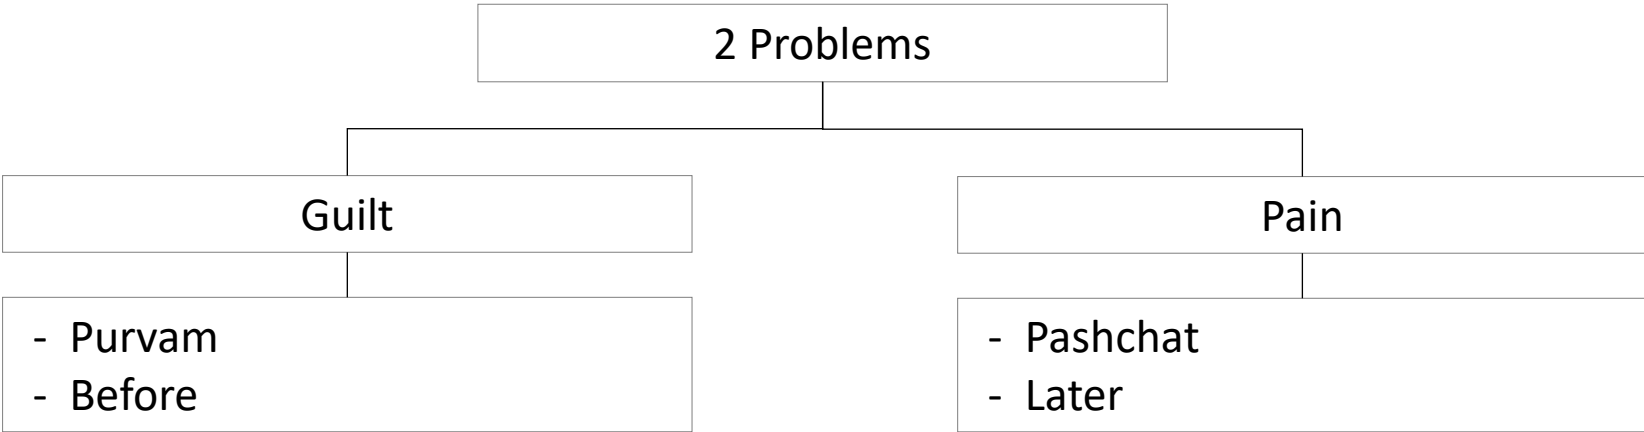 2 Problems
Guilt
- Purvam
- Before
Pain
- Pashchat
- Later